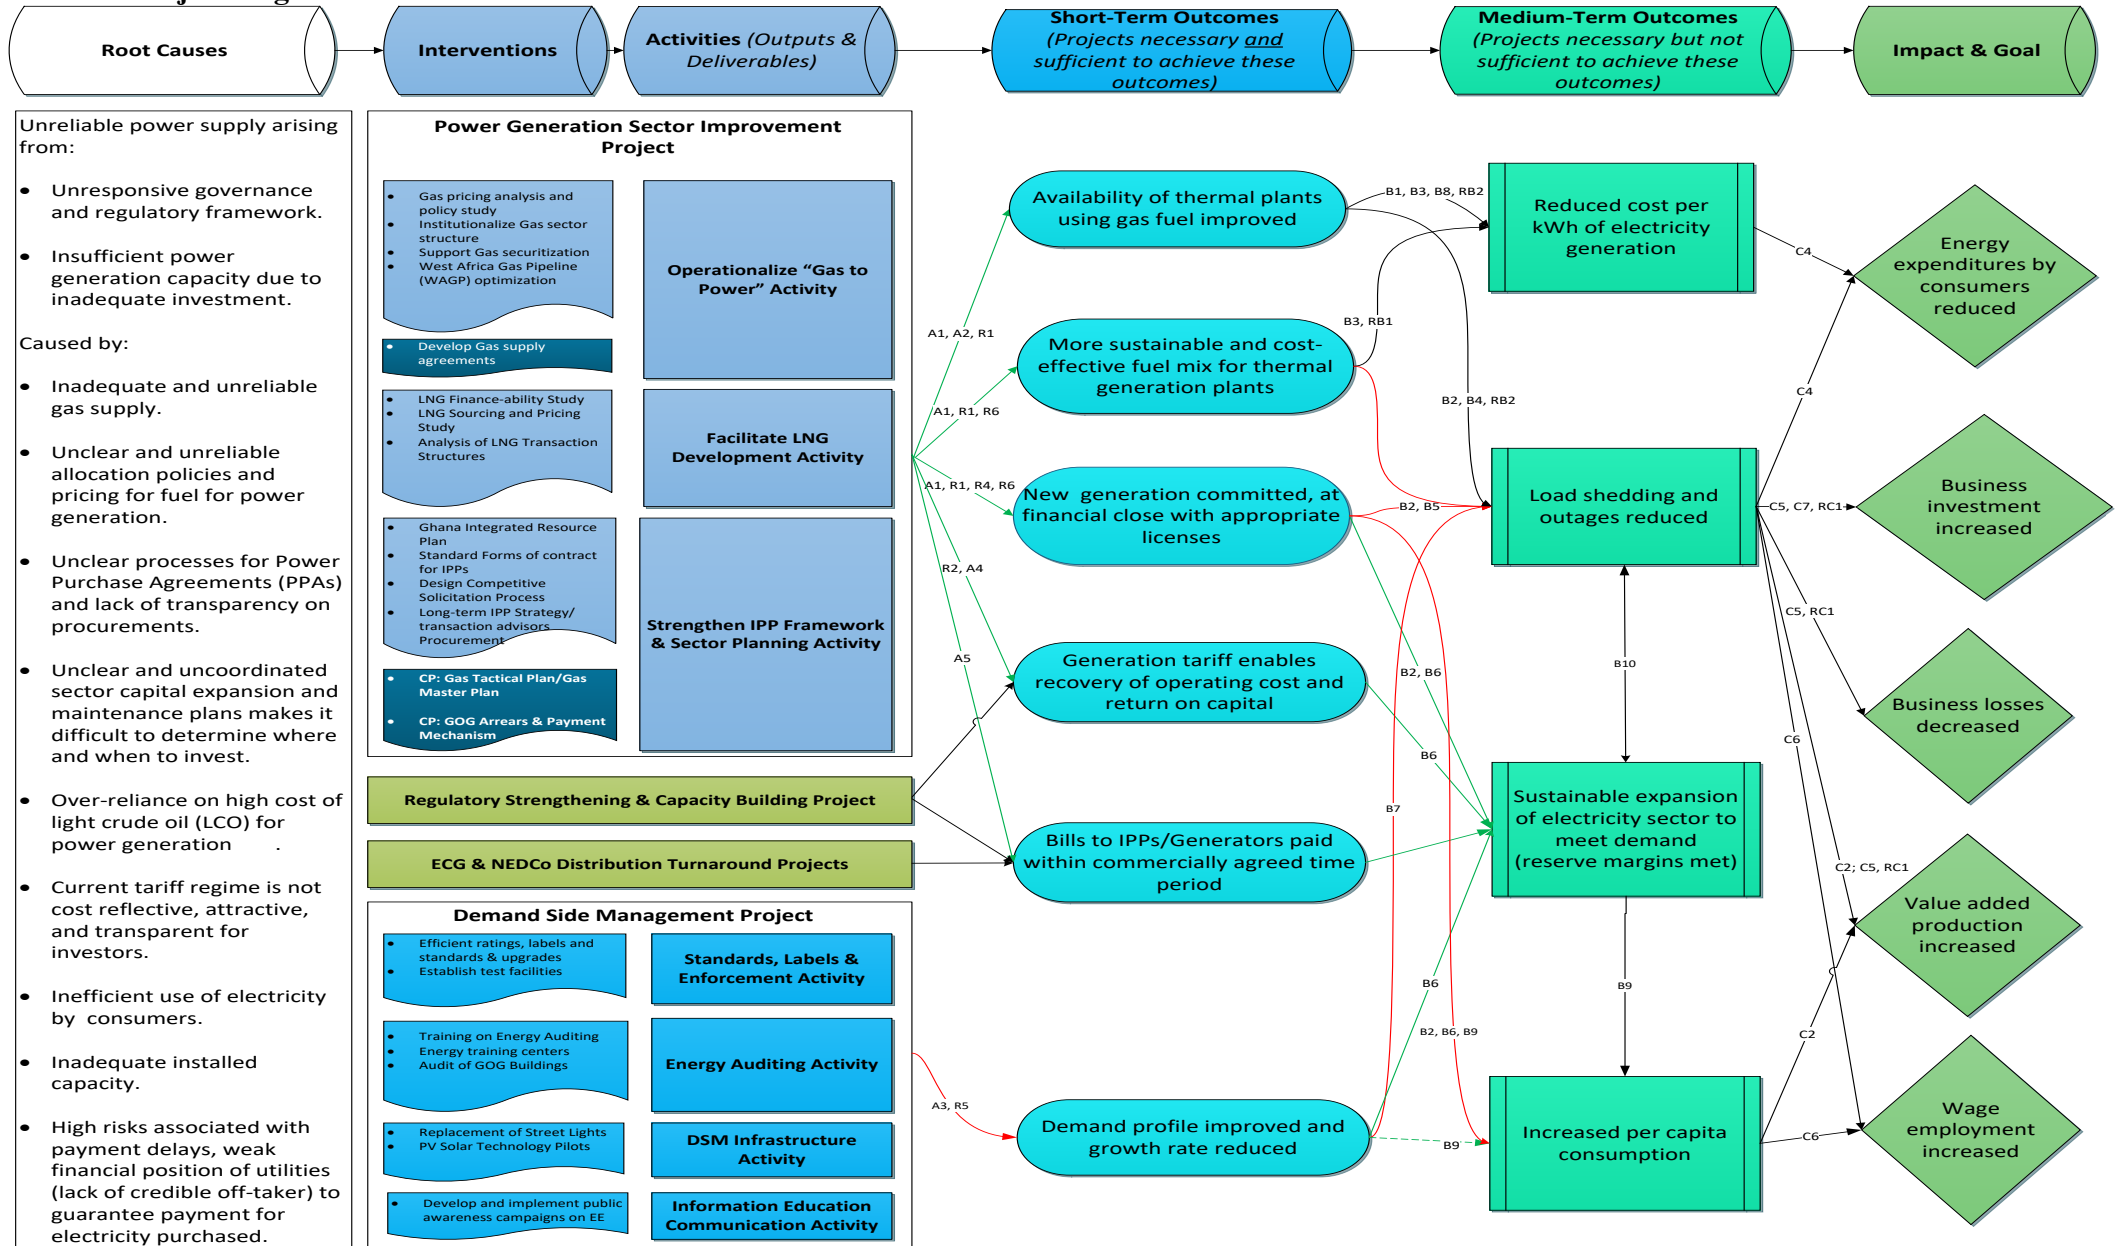 Root Causes
Interventions
Activities (Outputs &
Deliverables)
Short-Term Outcomes
(Projects necessary and
sufficient to achieve these
outcomes)
Medium-Term Outcomes
(Projects necessary but not
sufficient to achieve these
outcomes)
Impact & Goal
Unreliable power supply arising
from:
• Unresponsive governance
and regulatory framework.
• Insufficient power
generation capacity due to
inadequate investment.
Caused by:
• Inadequate and unreliable
gas supply.
• Unclear and unreliable
allocation policies and
pricing for fuel for power
generation.
• Unclear processes for Power
Purchase Agreements (PPAs)
and lack of transparency on
procurements.
• Unclear and uncoordinated
sector capital expansion and
maintenance plans makes it
difficult to determine where
and when to invest.
• Over-reliance on high cost of
light crude oil (LCO) for
power generation .
• Current tariff regime is not
cost reflective, attractive,
and transparent for
investors.
• Inefficient use of electricity
by consumers.
• Inadequate installed
capacity.
• High risks associated with
payment delays, weak
financial position of utilities
(lack of credible off-taker) to
guarantee payment for
electricity purchased.
Power Generation Sector Improvement
Project
• Gas pricing analysis and
policy study
• Institutionalize Gas sector
structure
• Support Gas securitization
• West Africa Gas Pipeline
(WAGP) optimization
• Develop Gas supply
agreements
Operationalize “Gas to
Power” Activity
• LNG Finance-ability Study
• LNG Sourcing and Pricing
Study
• Analysis of LNG Transaction
Structures
Facilitate LNG
Development Activity
• Ghana Integrated Resource
Plan
• Standard Forms of contract
for IPPs
• Design Competitive
Solicitation Process
• Long-term IPP Strategy/
transaction advisors
Procurement
• CP: Gas Tactical Plan/Gas
Master Plan
• CP: GOG Arrears & Payment
Mechanism
Strengthen IPP Framework
& Sector Planning Activity
Regulatory Strengthening & Capacity Building Project
ECG & NEDCo Distribution Turnaround Projects
Demand Side Management Project
• Efficient ratings, labels and
standards & upgrades
• Establish test facilities
Standards, Labels &
Enforcement Activity
• Training on Energy Auditing
• Energy training centers
• Audit of GOG Buildings
Energy Auditing Activity
• Replacement of Street Lights
• PV Solar Technology Pilots
DSM Infrastructure
Activity
• Develop and implement public
awareness campaigns on EE
Information Education
Communication Activity
A1, A2, R1
A1, R1, R6
A1, R1, R4, R6
R2, A4
A5
A3, R5
Availability of thermal plants
using gas fuel improved
More sustainable and cost-
effective fuel mix for thermal
generation plants
New generation committed, at
financial close with appropriate
licenses
Generation tariff enables
recovery of operating cost and
return on capital
Bills to IPPs/Generators paid
within commercially agreed time
period
Demand profile improved and
growth rate reduced
B1, B3, B8, RB2
B3, RB1
B2, B4, RB2
B2, B5
B2, B6
B6
B7
B6
B2, B6, B9
B9
Reduced cost per
kWh of electricity
generation
Load shedding and
outages reduced
B10
Sustainable expansion
of electricity sector to
meet demand
(reserve margins met)
B9
Increased per capita
consumption
C4
C4
C5, C7, RC1
C5, RC1
C6
C2; C5, RC1
C2
C6
Energy
expenditures by
consumers
reduced
Business
investment
increased
Business losses
decreased
Value added
production
increased
Wage
employment
increased